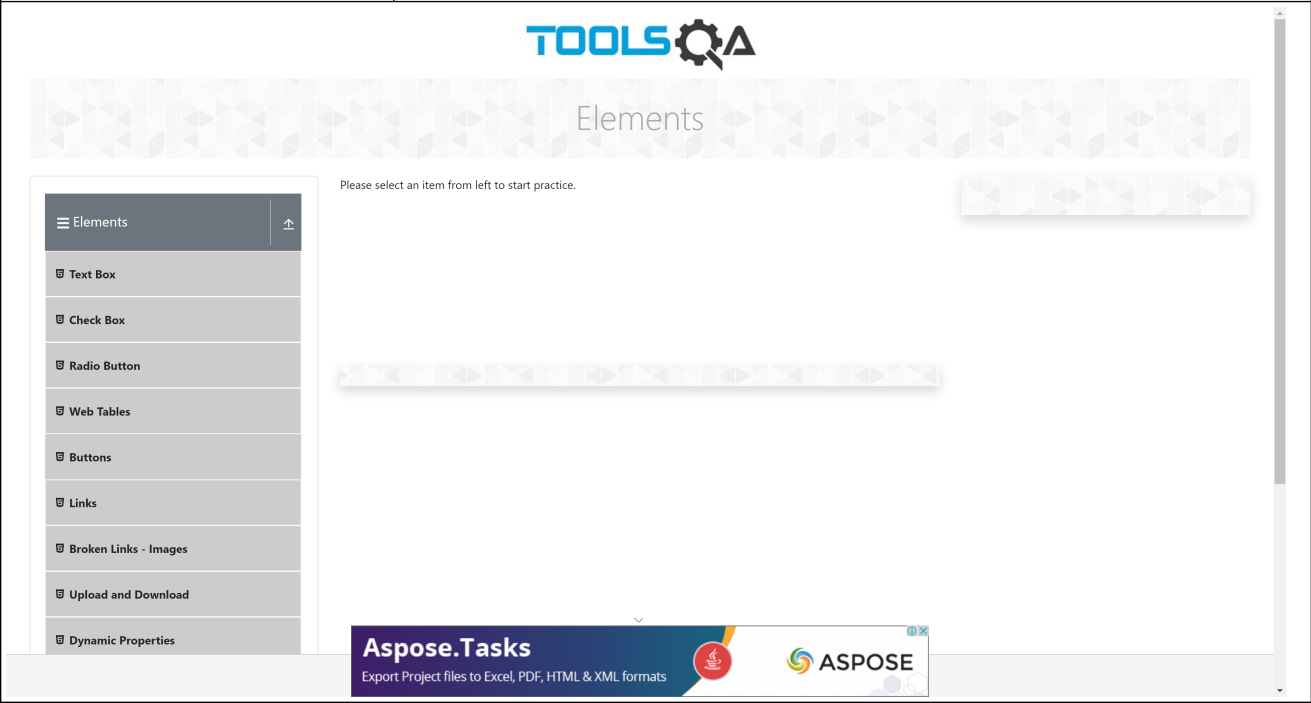 TOOLSQA
Elements
Please select an item from left to start practice.
Elements
Text Box
Check Box
Radio Button
Web Tables
Buttons
Links
Broken Links - Images
Upload and Download
Dynamic Properties
Aspose.Tasks
Export Project files to Excel, PDF, HTML & XML formats
ASPOSE